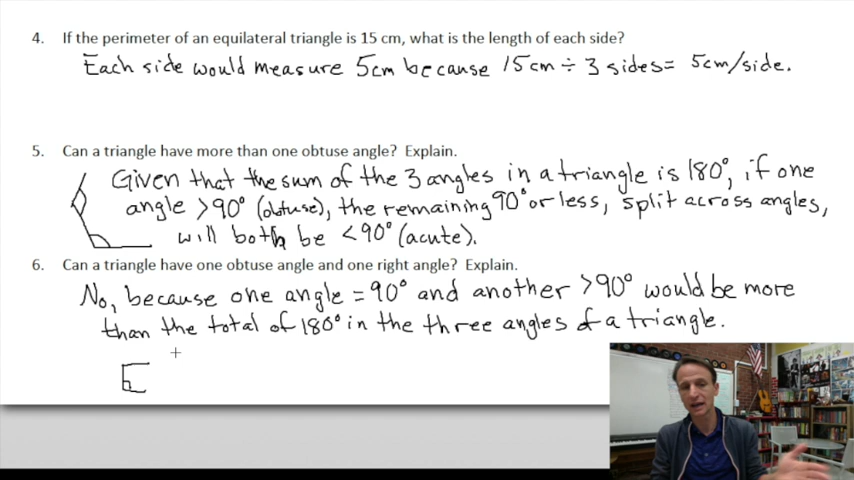 4. If the perimeter of an equilateral triangle is 15 cm, what is the length of each side?
Each side would measure 5cm because 15cm ÷ 3 sides= 5cm/side.
5. Can a triangle have more than one obtuse angle? Explain.
Given that the sum of the 3 angles in a triangle is 180°, if one
angle >90° (obtuse), the remaining 90° or less, split across angles,
will both be <90° (acute).
6. Can a triangle have one obtuse angle and one right angle? Explain.
No, because one angle = 90° and another >90° would be more
than the total of 180° in the three angles of a triangle.